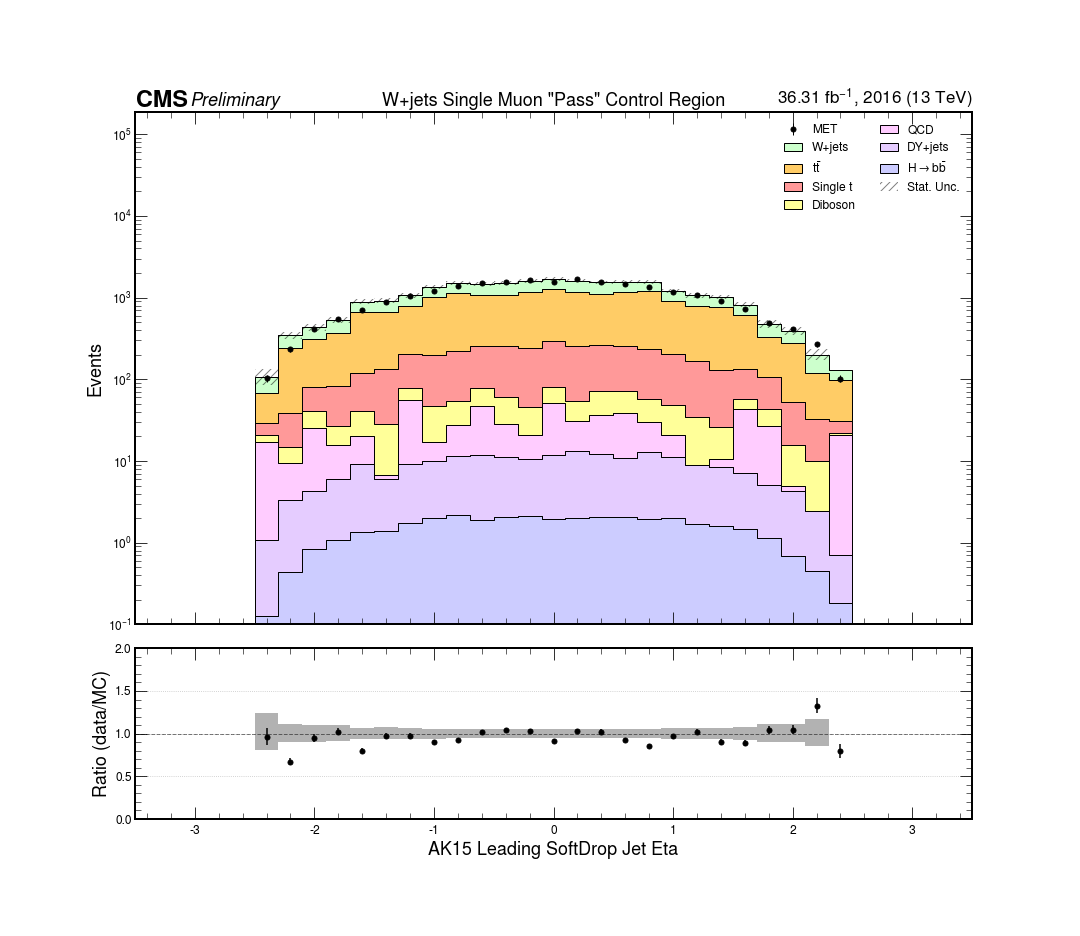 CMS Preliminary W+jets Single Muon "Pass" Control Region 36.31 fb⁻¹, 2016 (13 TeV)
MET QCD
W+jets DY+jets
tt̄ H→bb̄
Single t Stat. Unc.
Diboson
10⁵
10⁴
10³
10²
10¹
10⁰
10⁻¹
Events
2.0
1.5
1.0
0.5
0.0
Ratio (data/MC)
-3 -2 -1 0 1 2 3
AK15 Leading SoftDrop Jet Eta